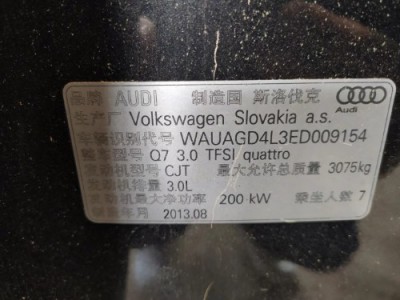 品牌 AUDI 制造国 斯洛伐克
Audi
生产厂 Volkswagen Slovakia a.s.
车辆识别代号 WAUAGD4L3ED009154
整车型号 Q7 3.0 TFSI quattro
发动机型号 CJT 最大允许总质量 3075kg
发动机排量 3.0L
发动机最大净功率 200 kW 乘坐人数 7
制造年月 2013.08